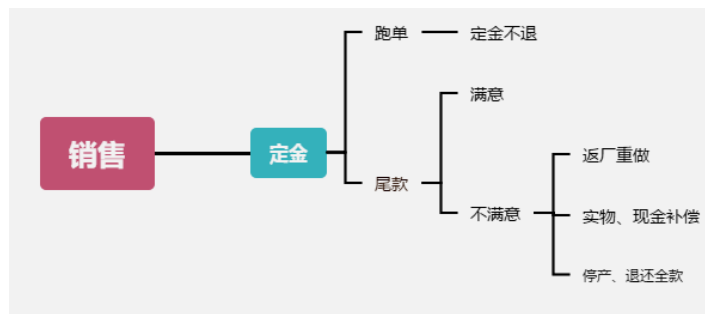 销售
定金
跑单
定金不退
尾款
满意
不满意
返厂重做
实物、现金补偿
停产、退还全款